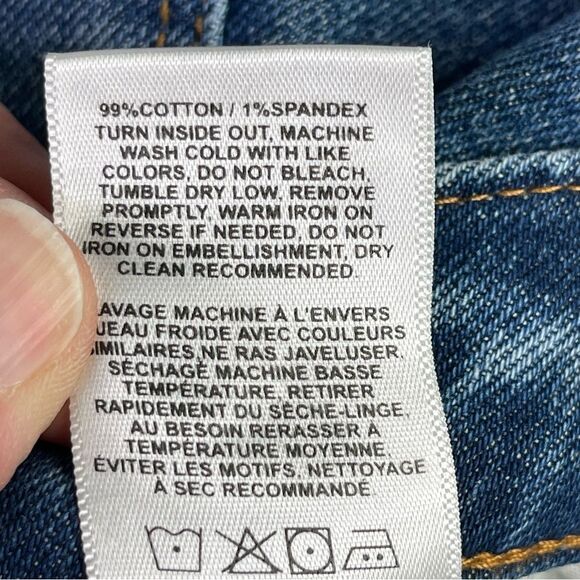 99%COTTON / 1%SPANDEX
TURN INSIDE OUT, MACHINE
WASH COLD WITH LIKE
COLORS, DO NOT BLEACH,
TUMBLE DRY LOW, REMOVE
PROMPTLY, WARM IRON ON
REVERSE IF NEEDED, DO NOT
IRON ON EMBELLISHMENT, DRY
CLEAN RECOMMENDED.
AVAGE MACHINE À L'ENVERS
EAU FROIDE AVEC COULEURS
SIMILAIRES, NE RAS JAVELUSER.
SÉCHAGÉ MACHINE BASSE
TEMPÉRATURE, RETIRER
RAPIDEMENT DU SÈCHE-LINGE,
AU BESOIN RERASSER À
TEMPÉRATURE MOYENNE.
ÉVITER LES MOTIFS. NETTOYAGE
À SEC RECOMMANDÉ